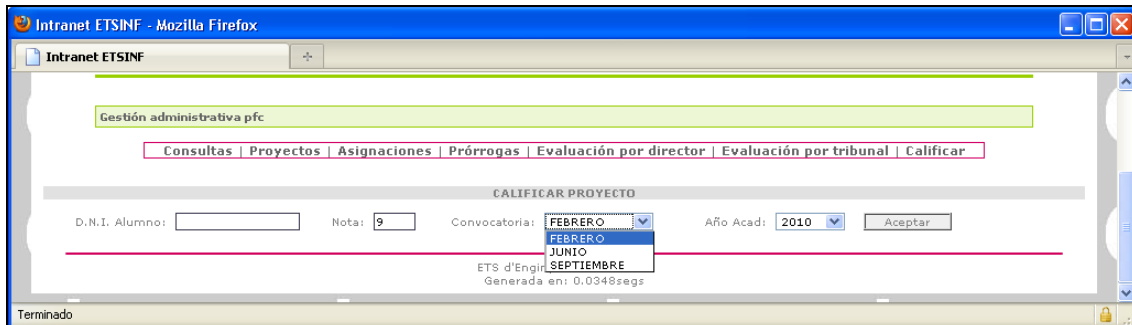 Intranet ETSINF - Mozilla Firefox
Intranet ETSINF
Gestión administrativa pfc
Consultas | Proyectos | Asignaciones | Prórrogas | Evaluación por director | Evaluación por tribunal | Calificar
CALIFICAR PROYECTO
D.N.I. Alumno: Nota: 9 Convocatoria: FEBRERO Año Acad: 2010 Aceptar
FEBRERO
JUNIO
SEPTIEMBRE
ETS d'Engin
Generada en: 0.0348segs
Terminado